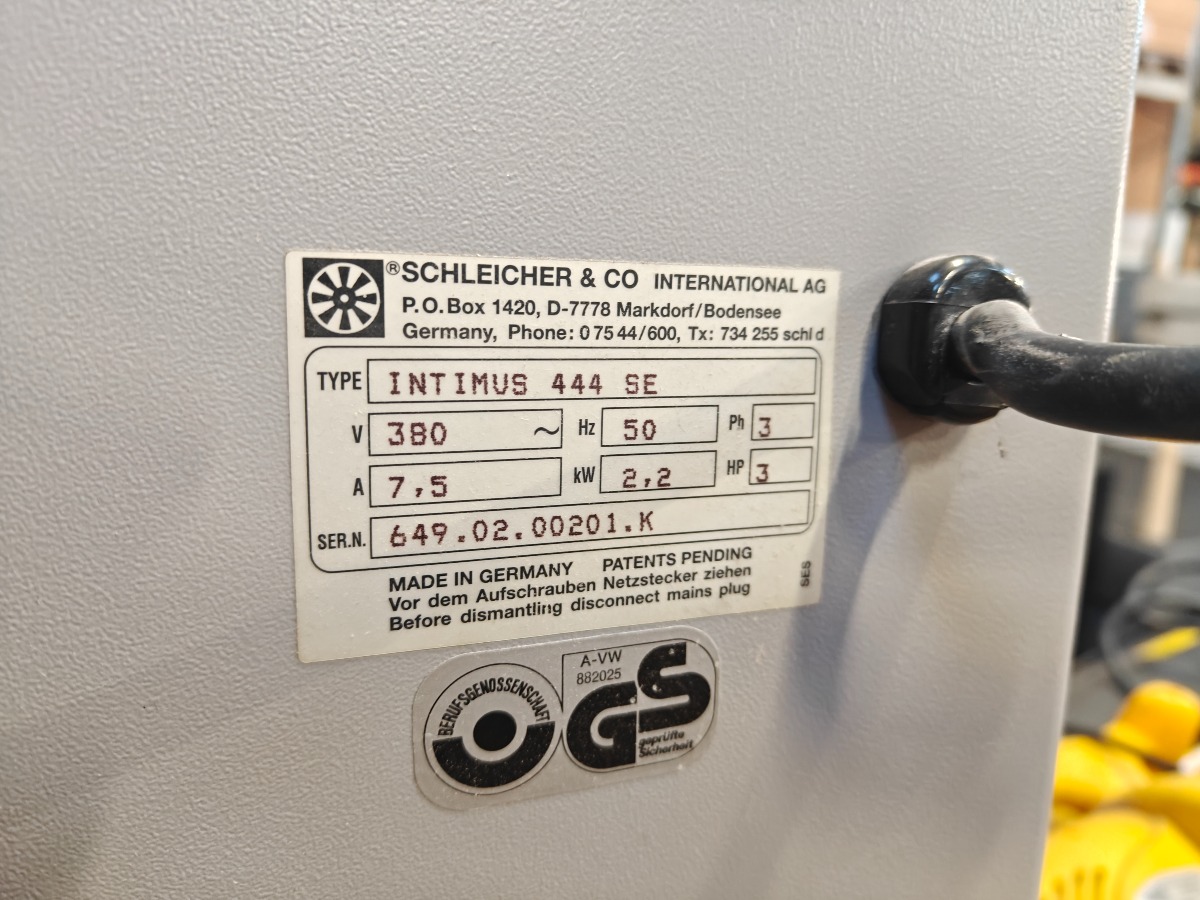 ®SCHLEICHER & CO INTERNATIONAL AG
P.O.Box 1420, D-7778 Markdorf/Bodensee
Germany, Phone: 0 75 44/600, Tx: 734 255 schl d
TYPE INTIMUS 444 SE
V 380 ~ Hz 50 Ph 3
A 7,5 kW 2,2 HP 3
SER.N. 649.02.00201.K
MADE IN GERMANY PATENTS PENDING
Vor dem Aufschrauben Netzstecker ziehen
Before dismantling disconnect mains plug
SES
BERUFSGENOSSENSCHAFT
A-VW
882025
GS
geprüfte
Sicherheit